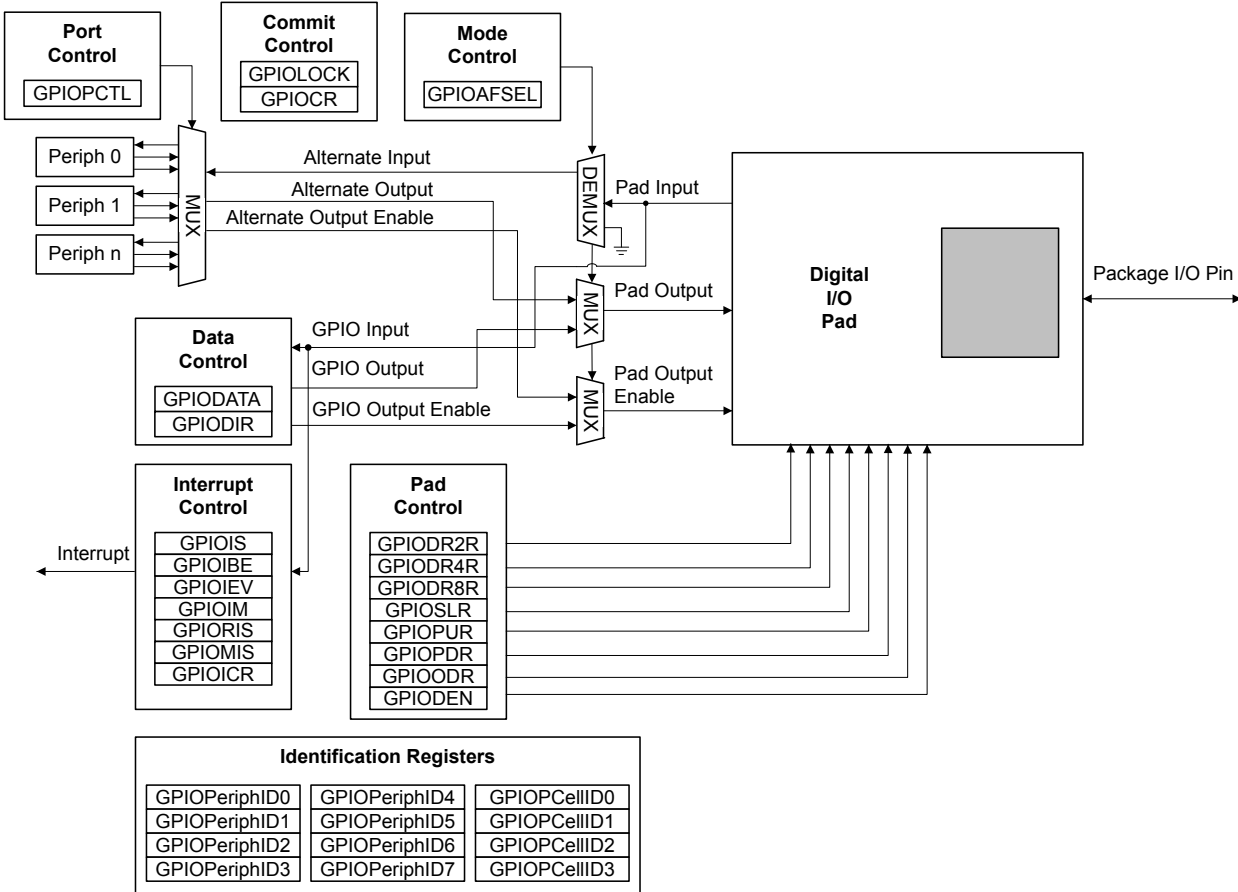 Port
Control
GPIOPCTL
Commit
Control
GPIOLOCK
GPIOCR
Mode
Control
GPIOAFSEL
Periph 0
Periph 1
Periph n
MUX
Alternate Input
Alternate Output
Alternate Output Enable
DEMUX
Pad Input
MUX
Pad Output
MUX
Pad Output
Enable
Digital
I/O
Pad
Package I/O Pin
Data
Control
GPIODATA
GPIODIR
GPIO Input
GPIO Output
GPIO Output Enable
Interrupt
Control
GPIOIS
GPIOIBE
GPIOIEV
GPIOIM
GPIORIS
GPIOMIS
GPIOICR
Interrupt
Pad
Control
GPIODR2R
GPIODR4R
GPIODR8R
GPIOSLR
GPIOPUR
GPIOPDR
GPIOODR
GPIODEN
Identification Registers
GPIOPeriphID0
GPIOPeriphID1
GPIOPeriphID2
GPIOPeriphID3
GPIOPeriphID4
GPIOPeriphID5
GPIOPeriphID6
GPIOPeriphID7
GPIOPCellID0
GPIOPCellID1
GPIOPCellID2
GPIOPCellID3